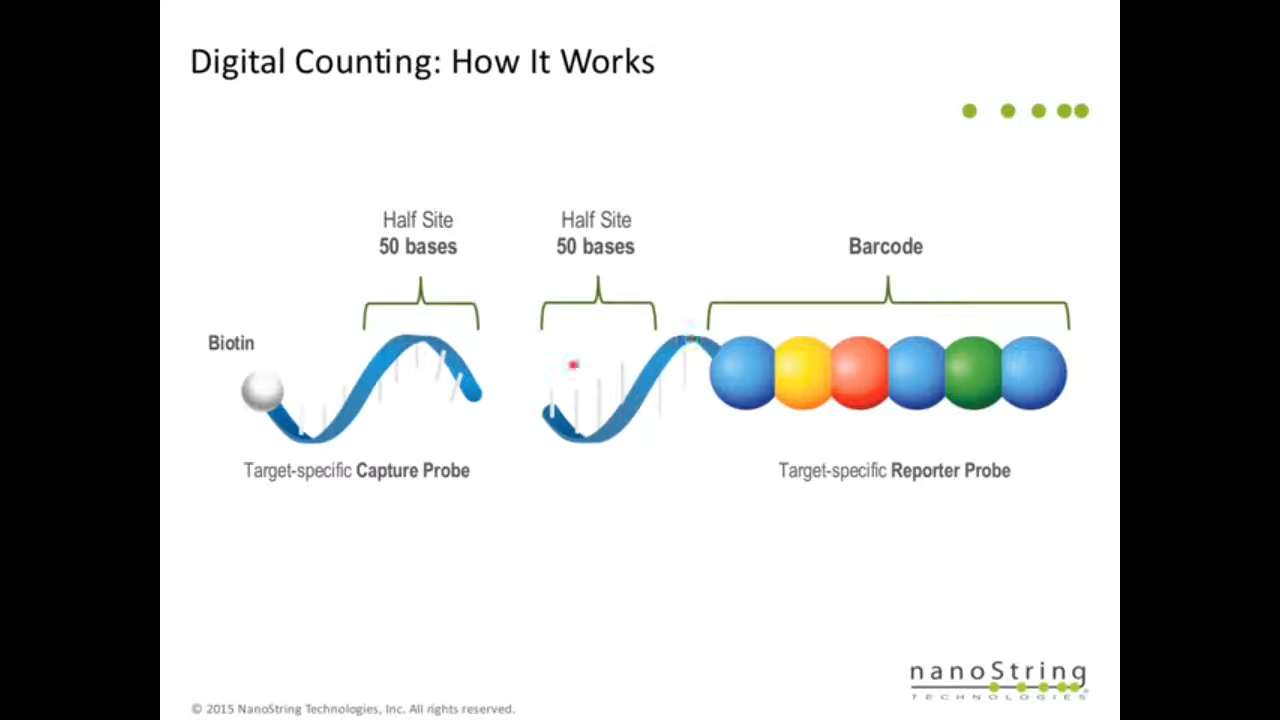 Digital Counting: How It Works
Half Site
50 bases
Half Site
50 bases
Barcode
Biotin
Target-specific Capture Probe
Target-specific Reporter Probe
nanoString
TECHNOLOGIES
®
© 2015 NanoString Technologies, Inc. All rights reserved.